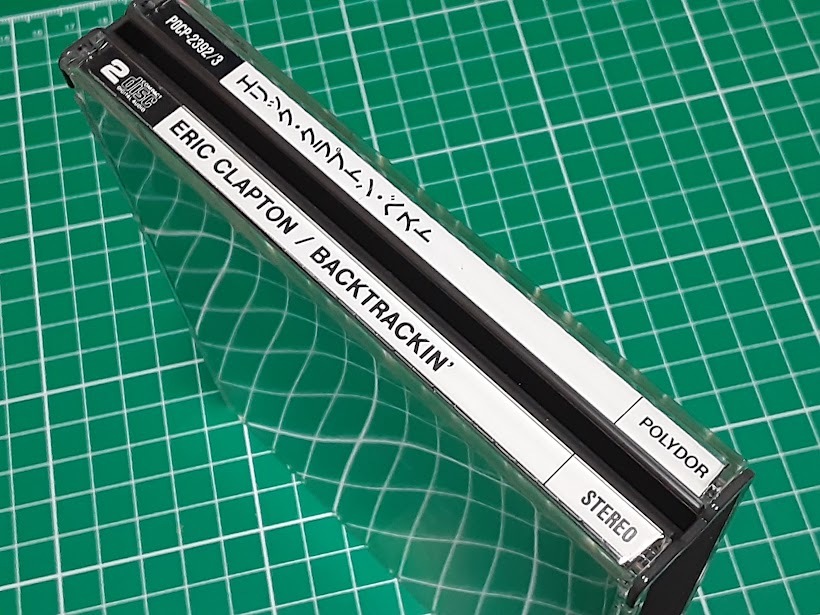 POCP-2392/3
エリック・クラプトン・ベスト
POLYDOR
2
COMPACT
disc
DIGITAL AUDIO
ERIC CLAPTON / BACKTRACKIN'
STEREO